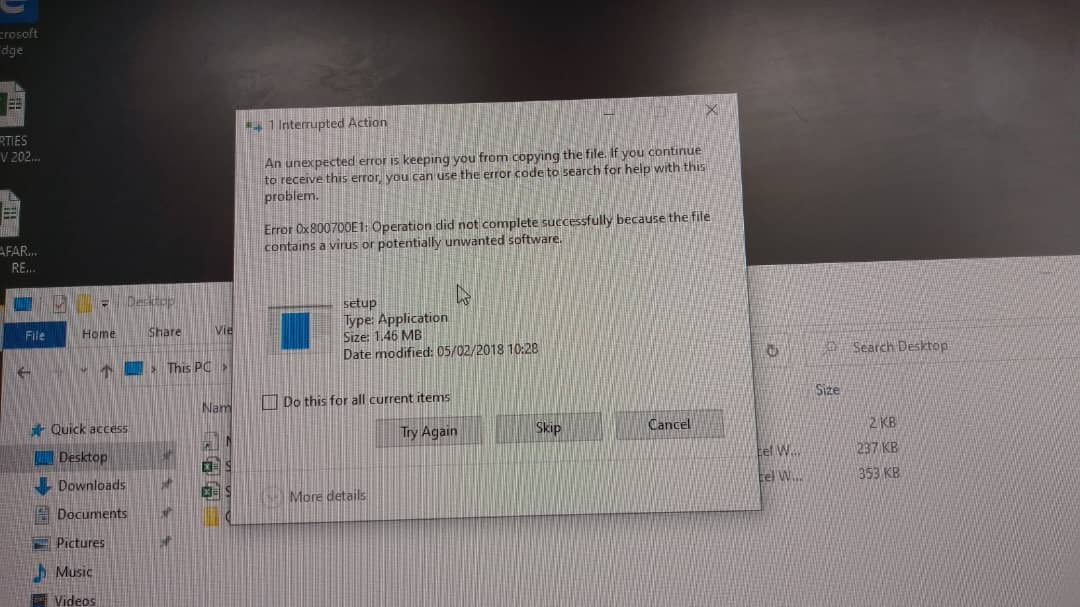 crosoft
dge
RTIES
V 202...
AFAR...
RE...
1 Interrupted Action
An unexpected error is keeping you from copying the file. If you continue
to receive this error, you can use the error code to search for help with this
problem.
Error 0x800700E1: Operation did not complete successfully because the file
contains a virus or potentially unwanted software.
setup
Type: Application
Size: 1.46 MB
Date modified: 05/02/2018 10:28
Do this for all current items
Try Again
Skip
Cancel
More details
Desktop
File
Home
Share
Vie
This PC
Search Desktop
Nam
Size
Quick access
Desktop
Downloads
Documents
Pictures
Music
Videos
N
S
S
2 KB
cel W...
237 KB
cel W...
353 KB